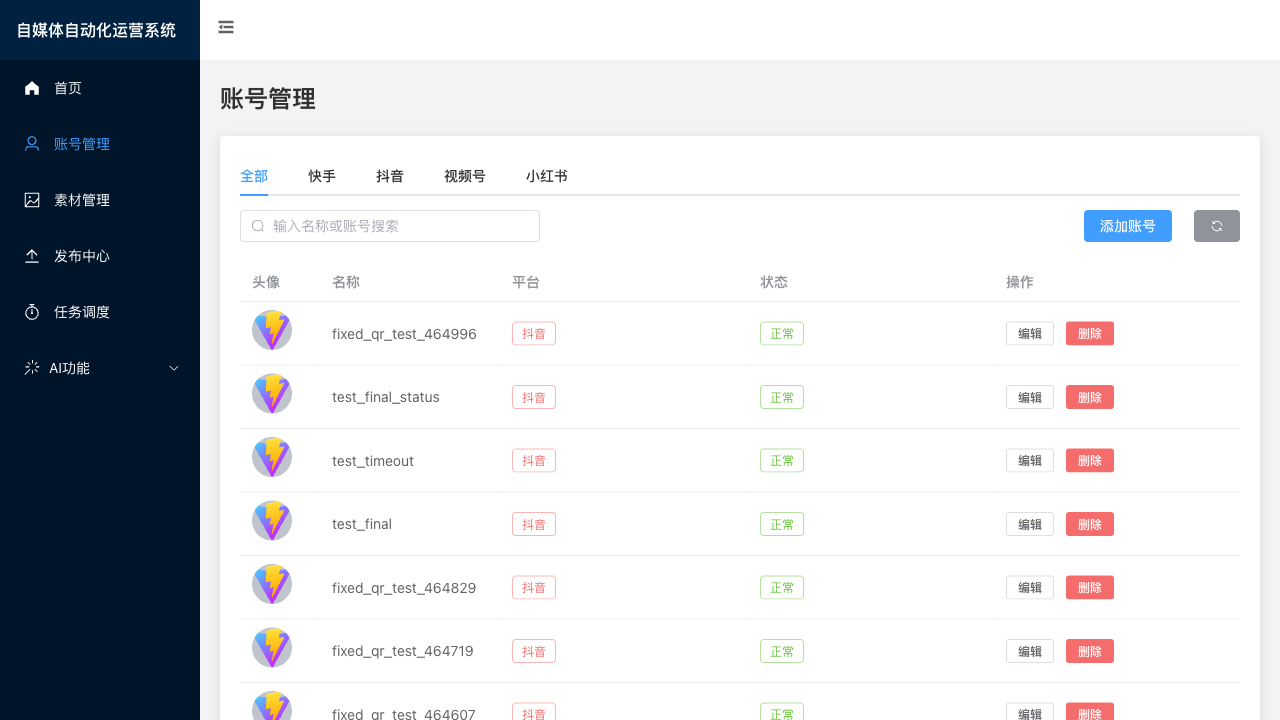 自媒体自动化运营系统
首页
账号管理
素材管理
发布中心
任务调度
AI功能
账号管理
全部 快手 抖音 视频号 小红书
输入名称或账号搜索 添加账号
头像 名称 平台 状态 操作
fixed_qr_test_464996 抖音 正常 编辑 删除
test_final_status 抖音 正常 编辑 删除
test_timeout 抖音 正常 编辑 删除
test_final 抖音 正常 编辑 删除
fixed_qr_test_464829 抖音 正常 编辑 删除
fixed_qr_test_464719 抖音 正常 编辑 删除
fixed_qr_test_464607 抖音 正常 编辑 删除